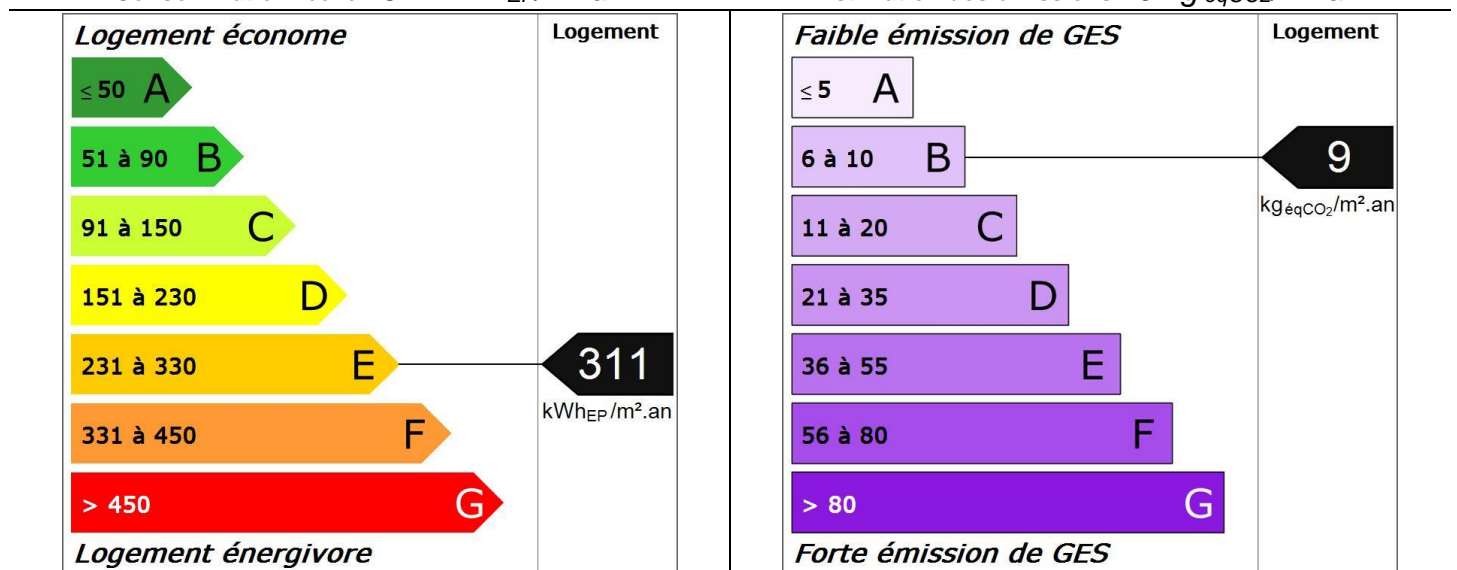 Logement économe Logement
≤ 50 A
51 à 90 B
91 à 150 C
151 à 230 D
231 à 330 E 311
kWhEP/m².an
331 à 450 F
> 450 G
Logement énergivore
Faible émission de GES Logement
≤ 5 A
6 à 10 B 9
kgéqCO2/m².an
11 à 20 C
21 à 35 D
36 à 55 E
56 à 80 F
> 80 G
Forte émission de GES